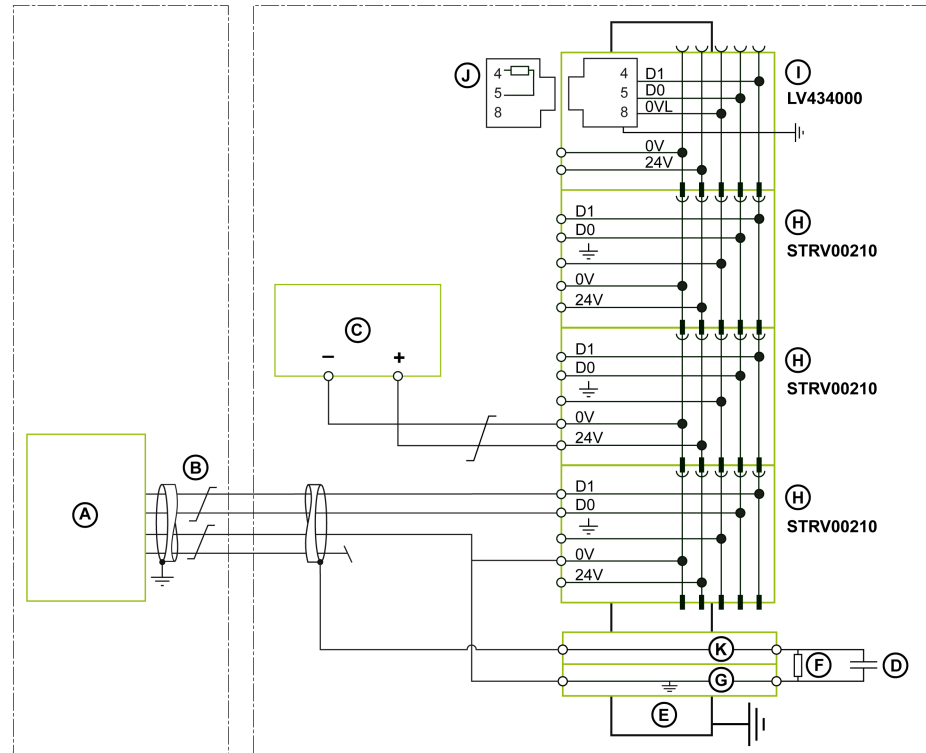 J
4
5
8
4
5
8
D1
D0
0VL
0V
24V
I
LV434000
D1
D0
0V
24V
H
STRV00210
C
− +
D1
D0
0V
24V
H
STRV00210
A
B
D1
D0
0V
24V
H
STRV00210
K
G
F
D
E